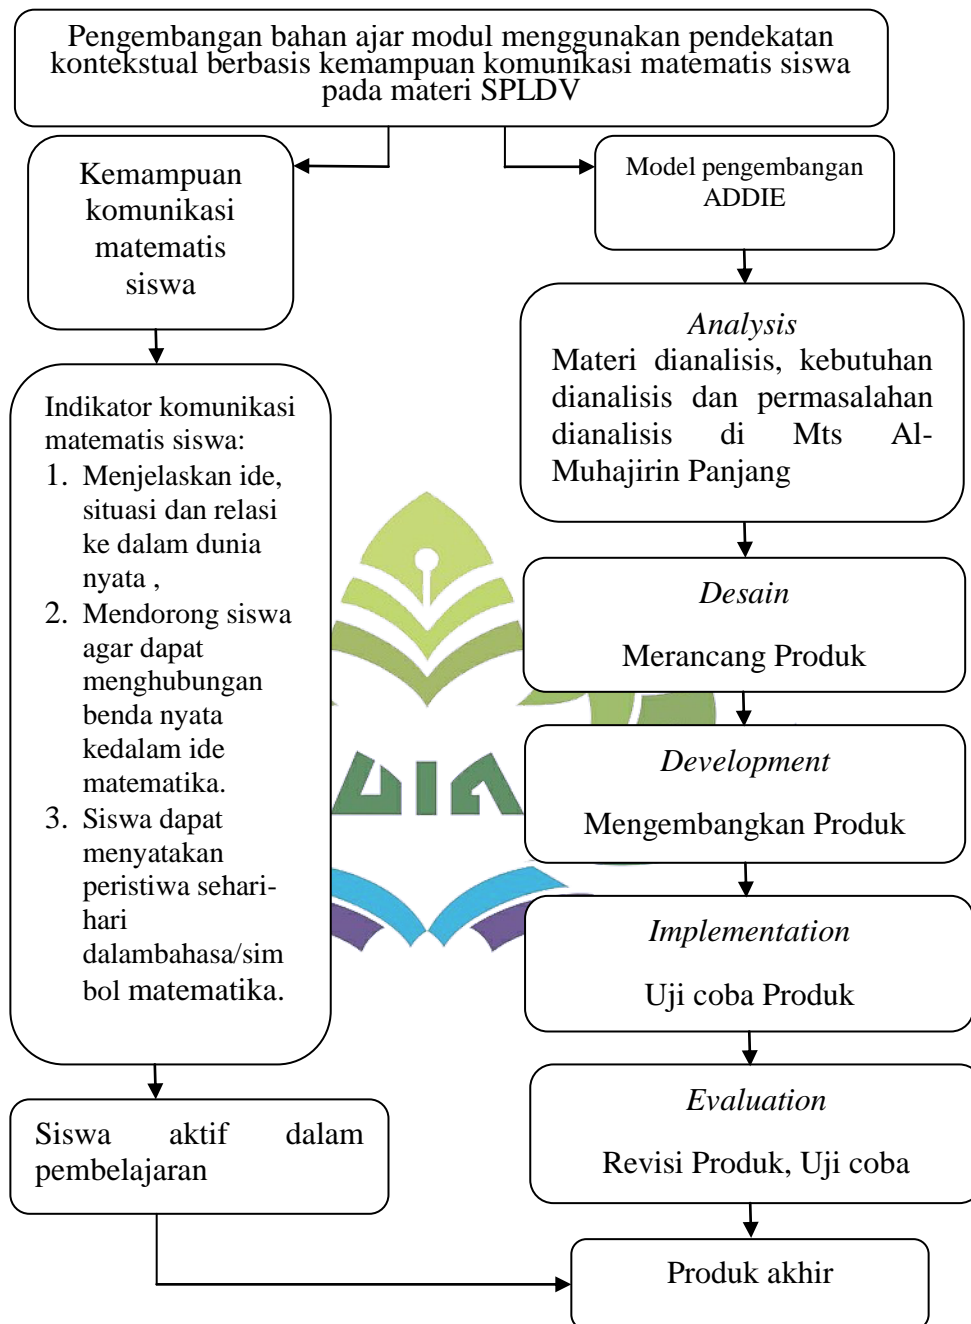 Pengembangan bahan ajar modul menggunakan pendekatan
kontekstual berbasis kemampuan komunikasi matematis siswa
pada materi SPLDV
Kemampuan
komunikasi
matematis
siswa
Model pengembangan
ADDIE
Analysis
Materi dianalisis, kebutuhan
dianalisis dan permasalahan
dianalisis di Mts Al-
Muhajirin Panjang
Indikator komunikasi
matematis siswa:
1. Menjelaskan ide,
situasi dan relasi
ke dalam dunia
nyata ,
2. Mendorong siswa
agar dapat
menghubungan
benda nyata
kedalam ide
matematika.
3. Siswa dapat
menyatakan
peristiwa sehari-
hari
dalambahasa/sim
bol matematika.
Desain
Merancang Produk
Development
Mengembangkan Produk
Implementation
Uji coba Produk
Evaluation
Revisi Produk, Uji coba
Siswa aktif dalam
pembelajaran
Produk akhir